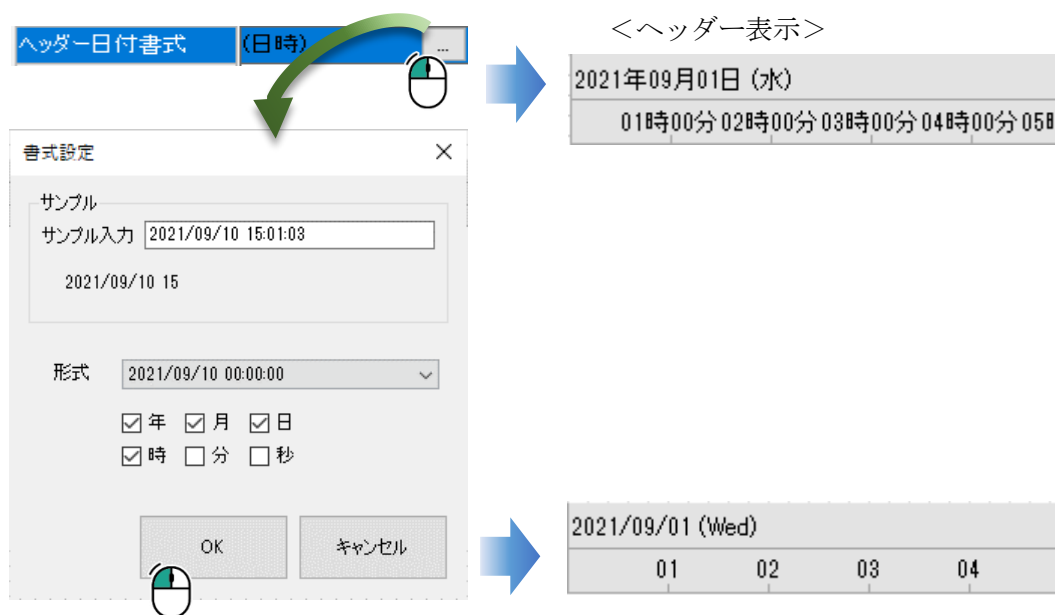 ヘッダー日付書式 (日時) ...
＜ヘッダー表示＞
2021年09月01日 (水)
01時00分 02時00分 03時00分 04時00分 05時
書式設定
サンプル
サンプル入力 2021/09/10 15:01:03
2021/09/10 15
形式 2021/09/10 00:00:00
年 月 日
時 分 秒
OK キャンセル
2021/09/01 (Wed)
01 02 03 04